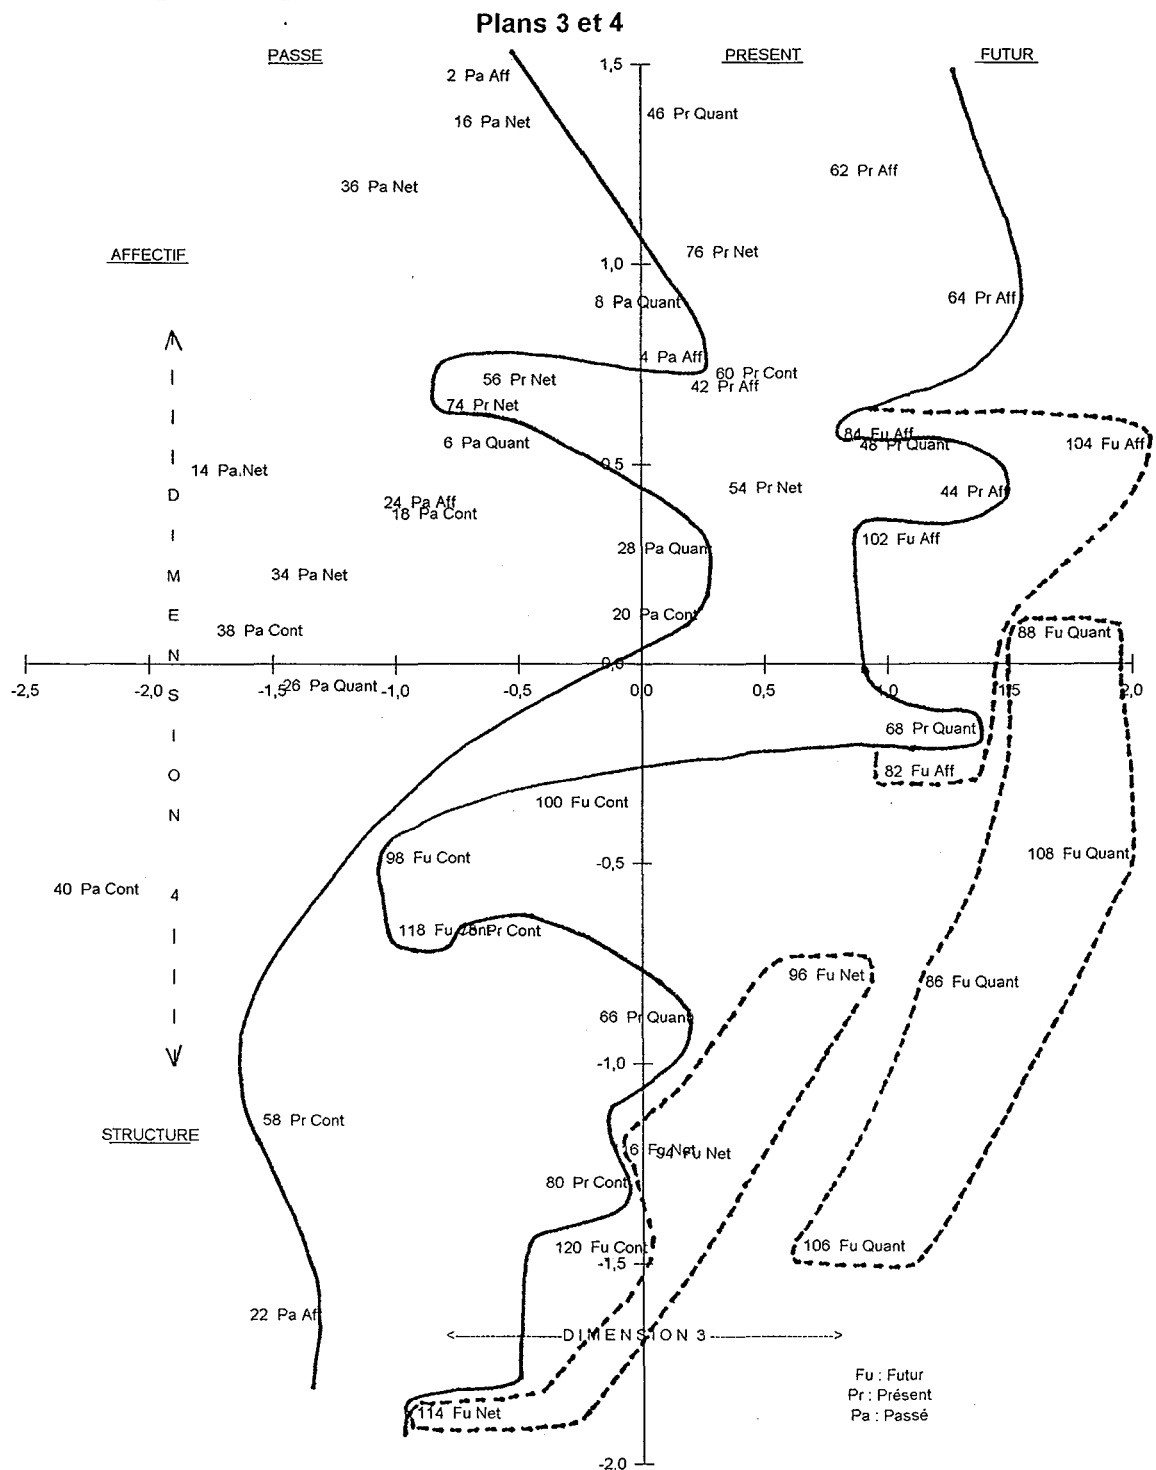 Plans 3 et 4
PASSE
PRESENT
FUTUR
2 Pa Aff
1,5
16 Pa Net
46 Pr Quant
62 Pr Aff
36 Pa Net
AFFECTIF
76 Pr Net
1,0
8 Pa Quant
64 Pr Aff
4 Pa Aff
60 Pr Cont
56 Pr Net
42 Pr Aff
74 Pr Net
84 Fu Aff
6 Pa Quant
48 Pr Quant
104 Fu Aff
14 Pa.Net
0,5
54 Pr Net
44 Pr Aff
24 Pa Aff
18 Pa Cont
102 Fu Aff
28 Pa Quant
34 Pa Net
20 Pa Cont
38 Pa Cont
88 Fu Quant
0,0
-2,5
-2,0
-1,5
26 Pa Quant
-1,0
-0,5
0,0
0,5
1,0
1,5
2,0
DIMENSION 4
68 Pr Quant
82 Fu Aff
100 Fu Cont
98 Fu Cont
-0,5
108 Fu Quant
40 Pa Cont
118 Fu Cont
Pr Cont
96 Fu Net
86 Fu Quant
66 Pr Quant
-1,0
58 Pr Cont
STRUCTURE
6 Fu Net
94 Fu Net
80 Pr Cont
120 Fu Cont
106 Fu Quant
-1,5
22 Pa Aff
<--DIMENSION 3-->
Fu : Futur
Pr : Présent
Pa : Passé
114 Fu Net
-2.0